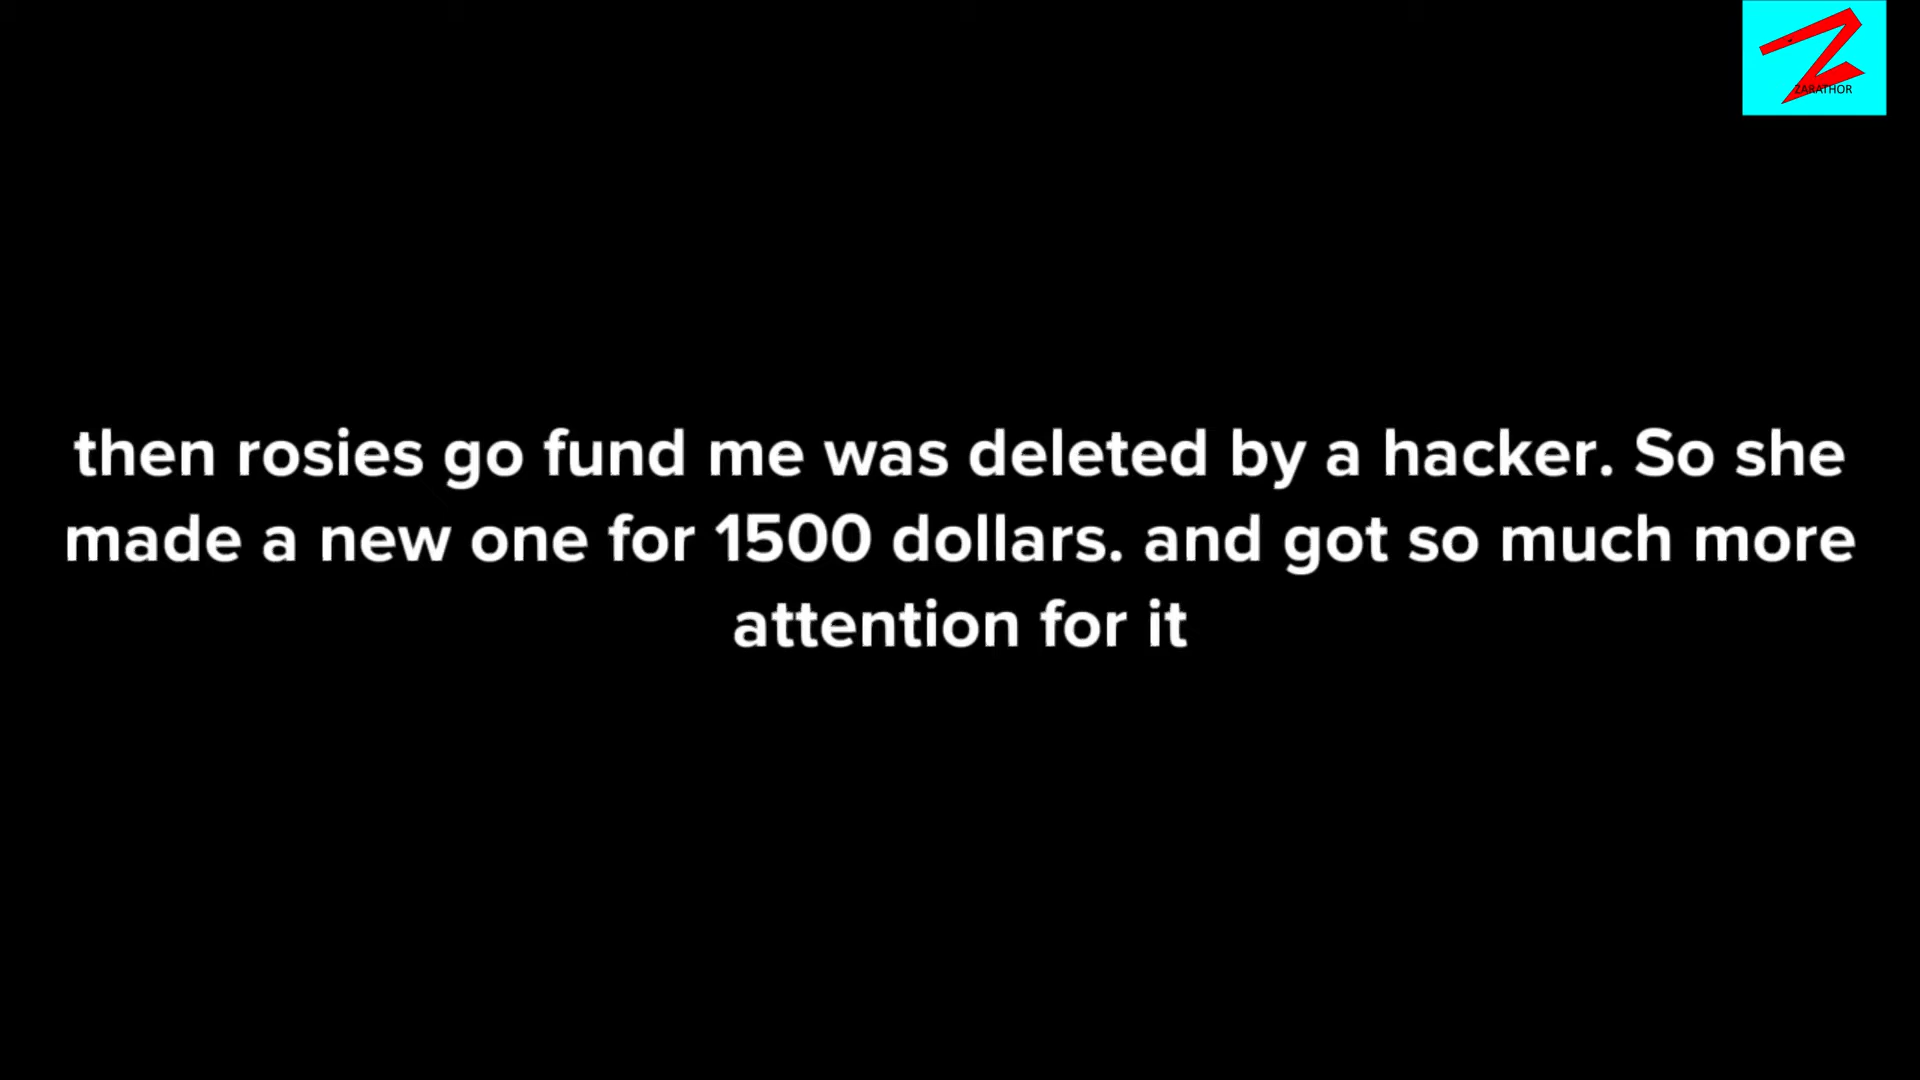 ZARATHOR
then rosies go fund me was deleted by a hacker. So she
made a new one for 1500 dollars. and got so much more
attention for it